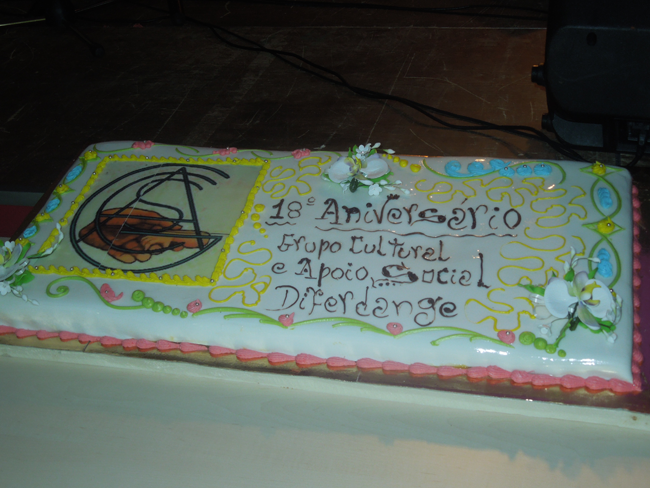 18º Aniversário
Grupo Cultural
e Apoio Social
Diferdange